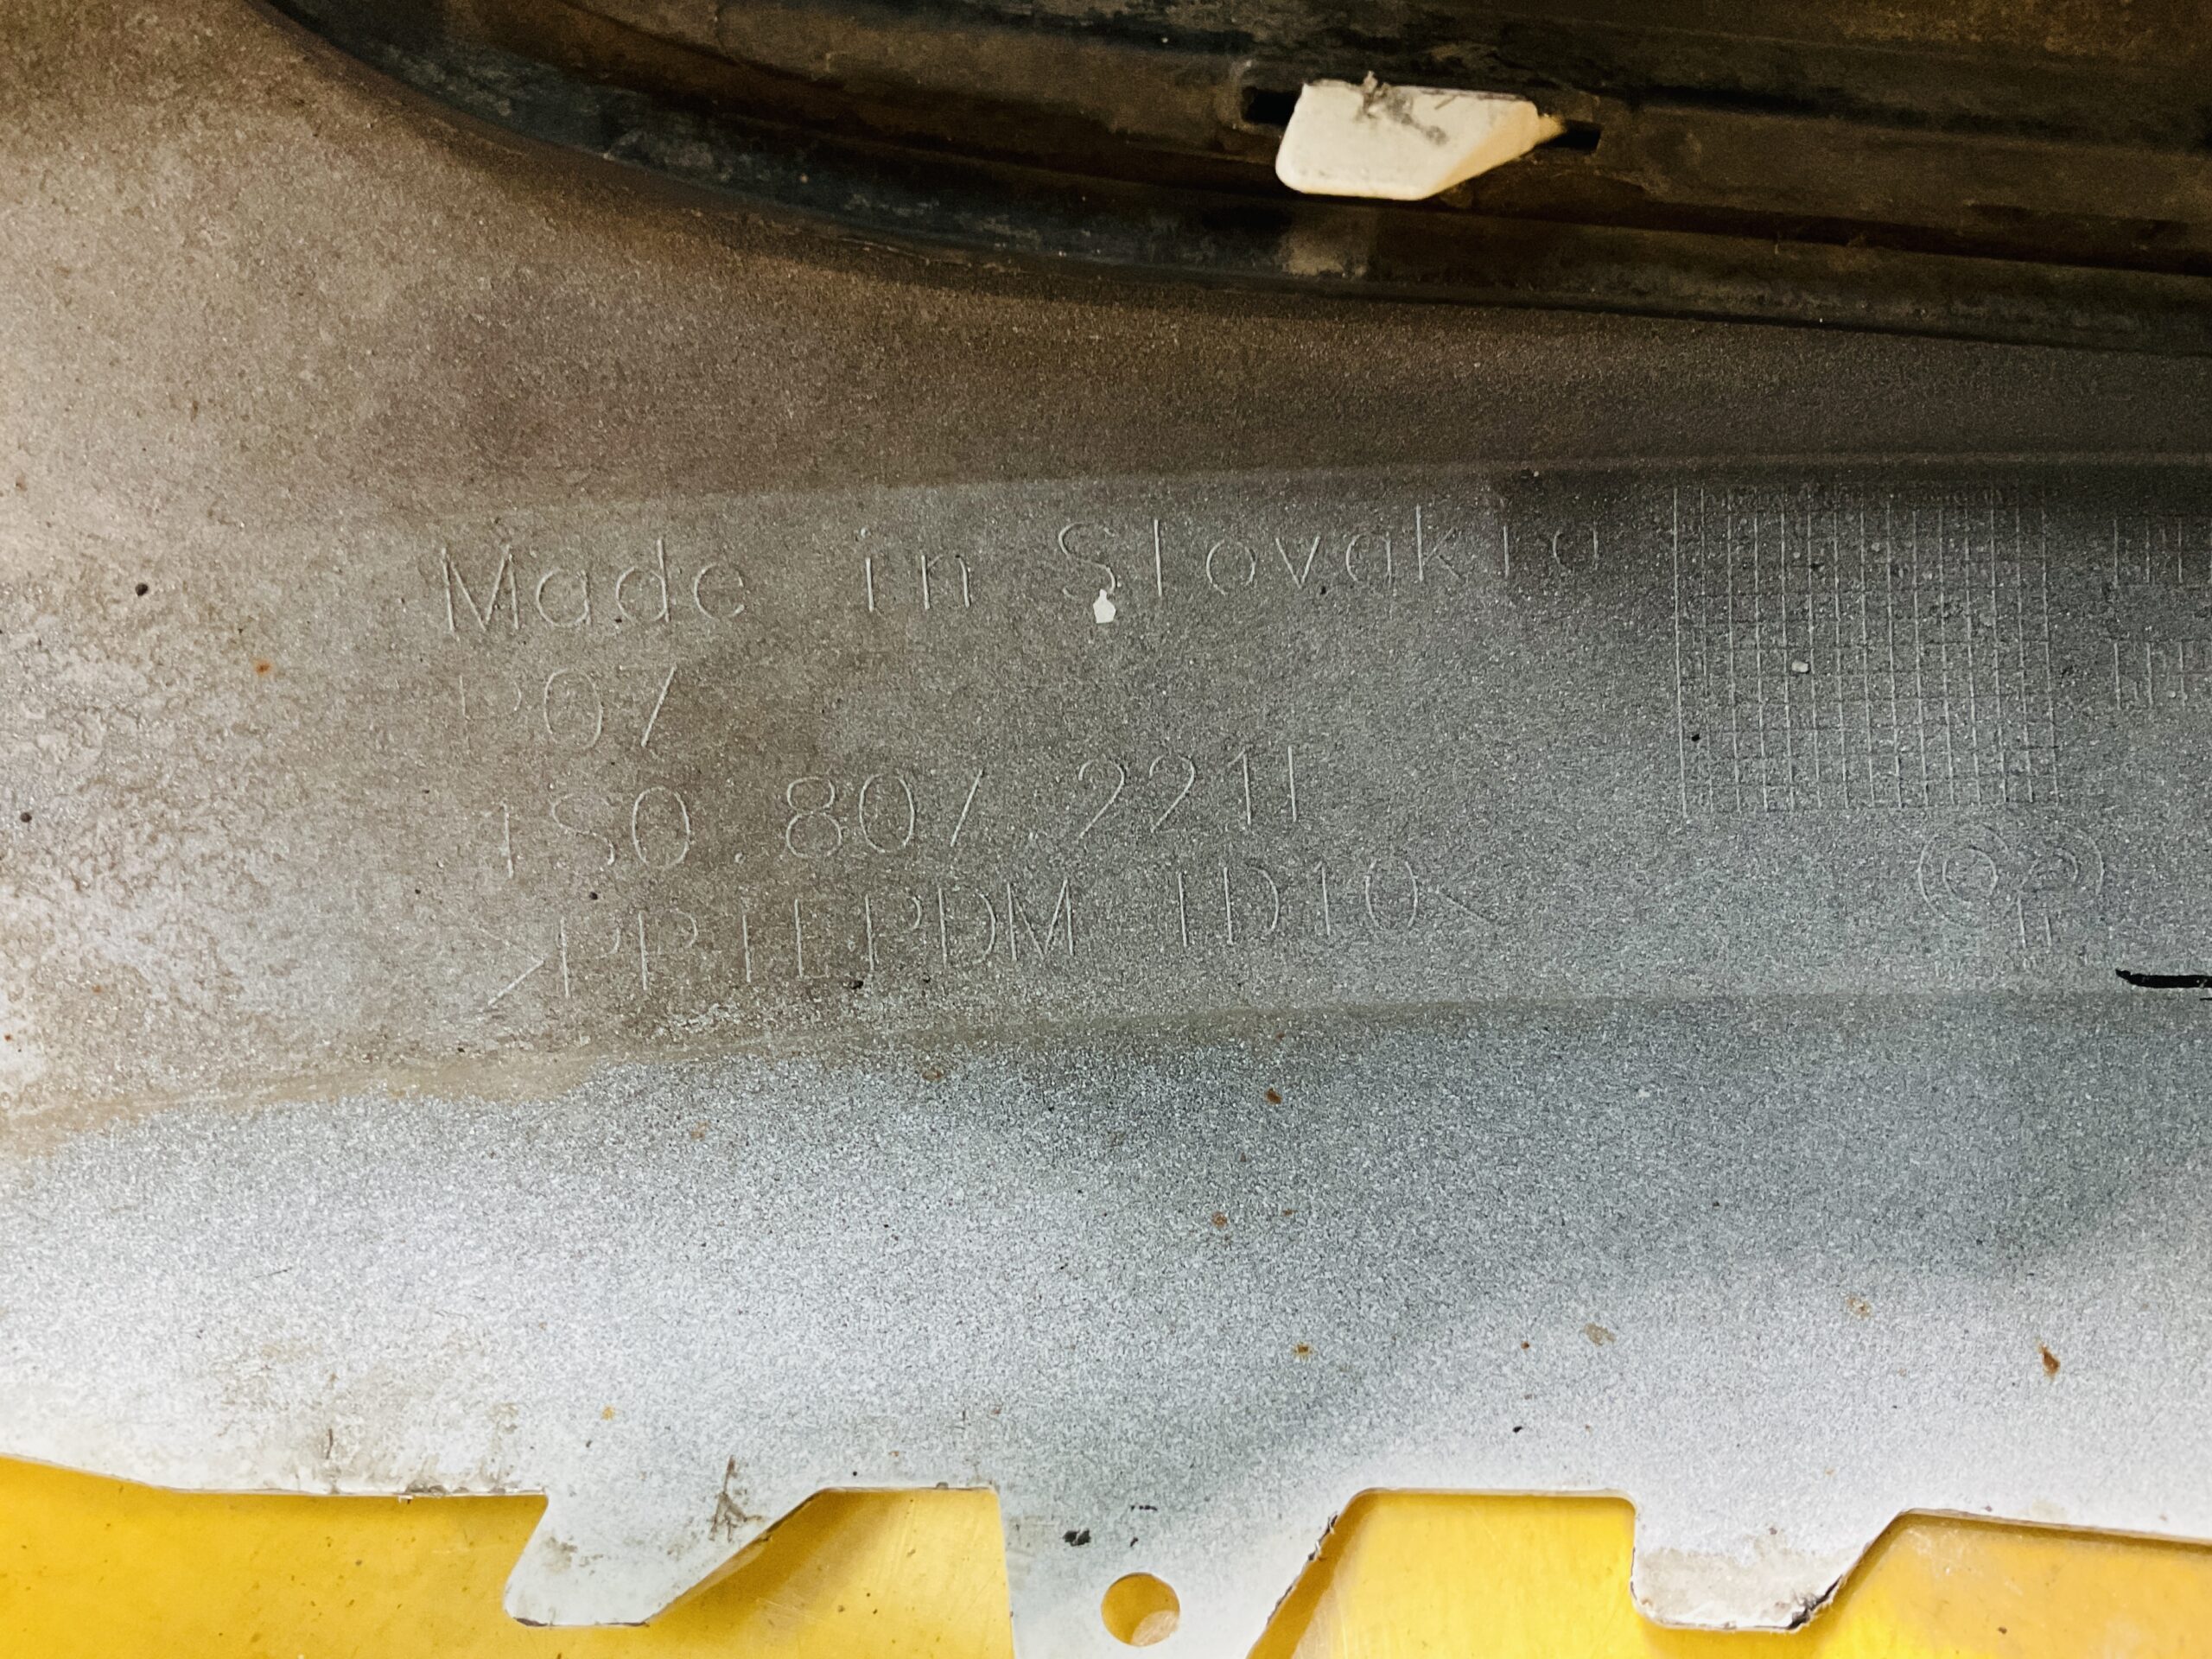 Made in Slovakia
P07
1S0 807 221
>PP+EPDM TD10<